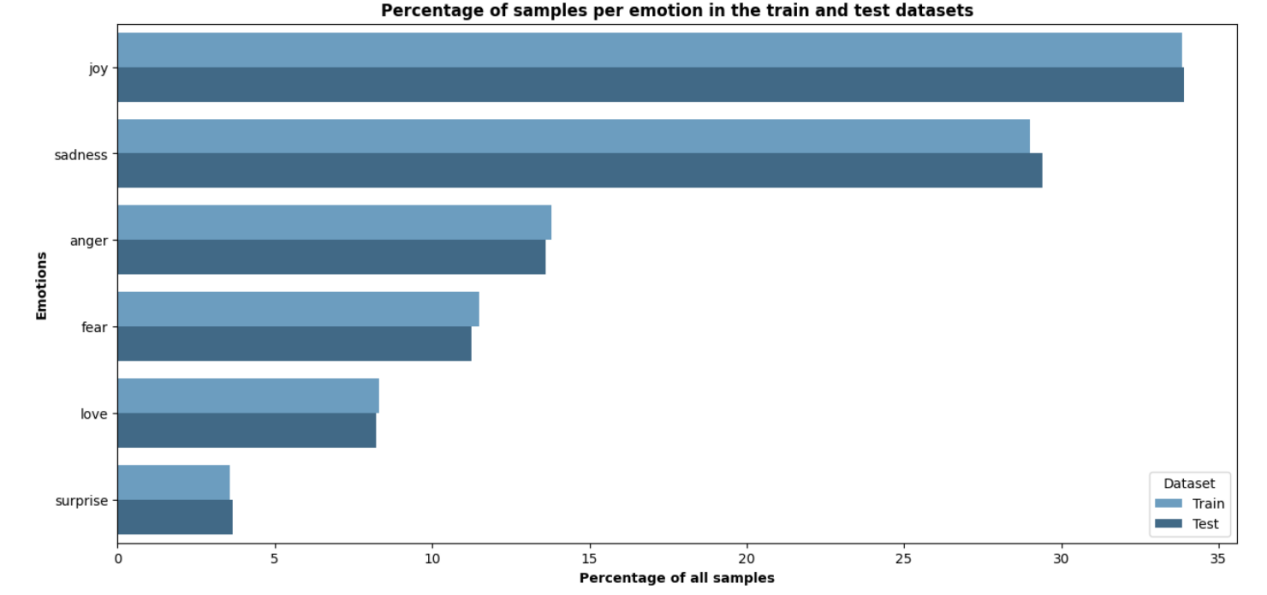 Percentage of samples per emotion in the train and test datasets
Emotions
joy
sadness
anger
fear
love
surprise
Dataset
Train
Test
0 5 10 15 20 25 30 35
Percentage of all samples